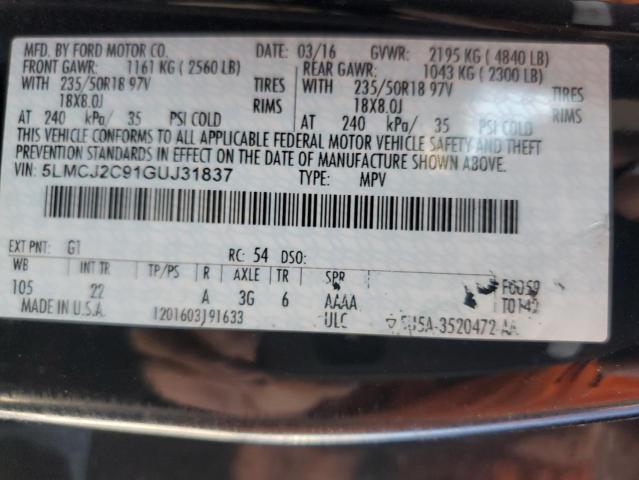 MFD. BY FORD MOTOR CO. DATE: 03/16 GVWR: 2195 KG ( 4840 LB)
FRONT GAWR: 1161 KG ( 2560 LB) REAR GAWR: 1043 KG ( 2300 LB)
WITH 235/50R18 97V TIRES WITH 235/50R18 97V TIRES
18X8.0J RIMS 18X8.0J RIMS
AT 240 kPa/ 35 PSI COLD AT 240 kPa/ 35 PSI COLD
THIS VEHICLE CONFORMS TO ALL APPLICABLE FEDERAL MOTOR VEHICLE SAFETY AND THEFT
PREVENTION STANDARDS IN EFFECT ON THE DATE OF MANUFACTURE SHOWN ABOVE.
VIN: 5LMCJ2C91GUJ31837 TYPE: MPV
EXT PNT: G1 RC: 54 DSO:
WB INT TR TP/PS R AXLE TR SPR F0059
105 22 A 3G 6 AAAA T0142
MADE IN U.S.A. 1201603J91633 ULC 5A-3520472-AA